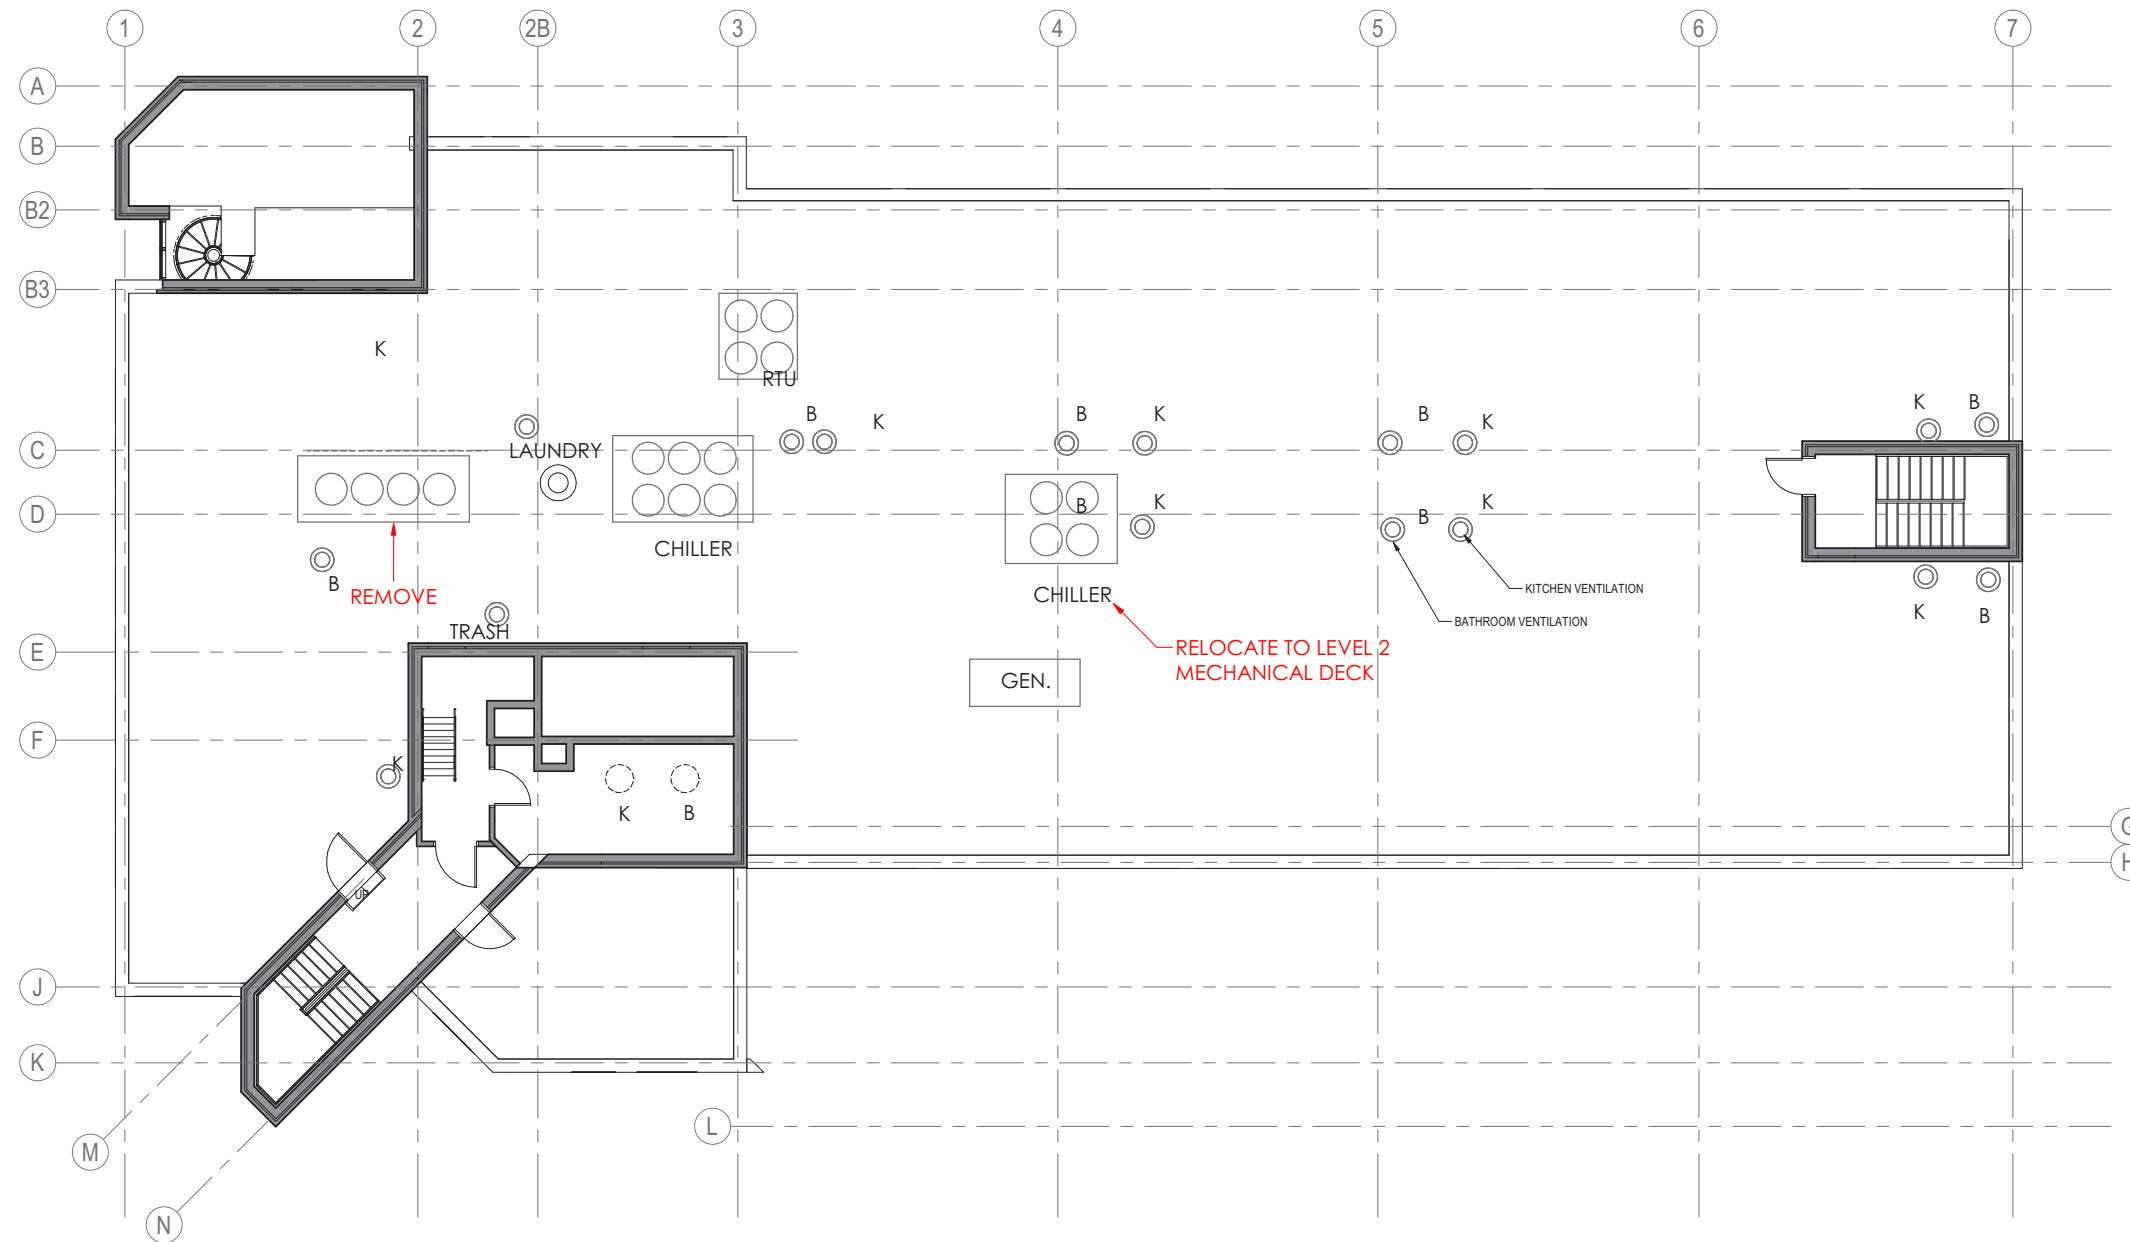 1 2 2B 3 4 5 6 7
A
B
B2
B3
K
RTU
B K B K B K K B
C
LAUNDRY
D
B K B K
CHILLER
B
REMOVE
CHILLER
KITCHEN VENTILATION
BATHROOM VENTILATION
K B
TRASH
E
RELOCATE TO LEVEL 2
MECHANICAL DECK
GEN.
F
K
K B
G
H
UP
J
K
L
M
N